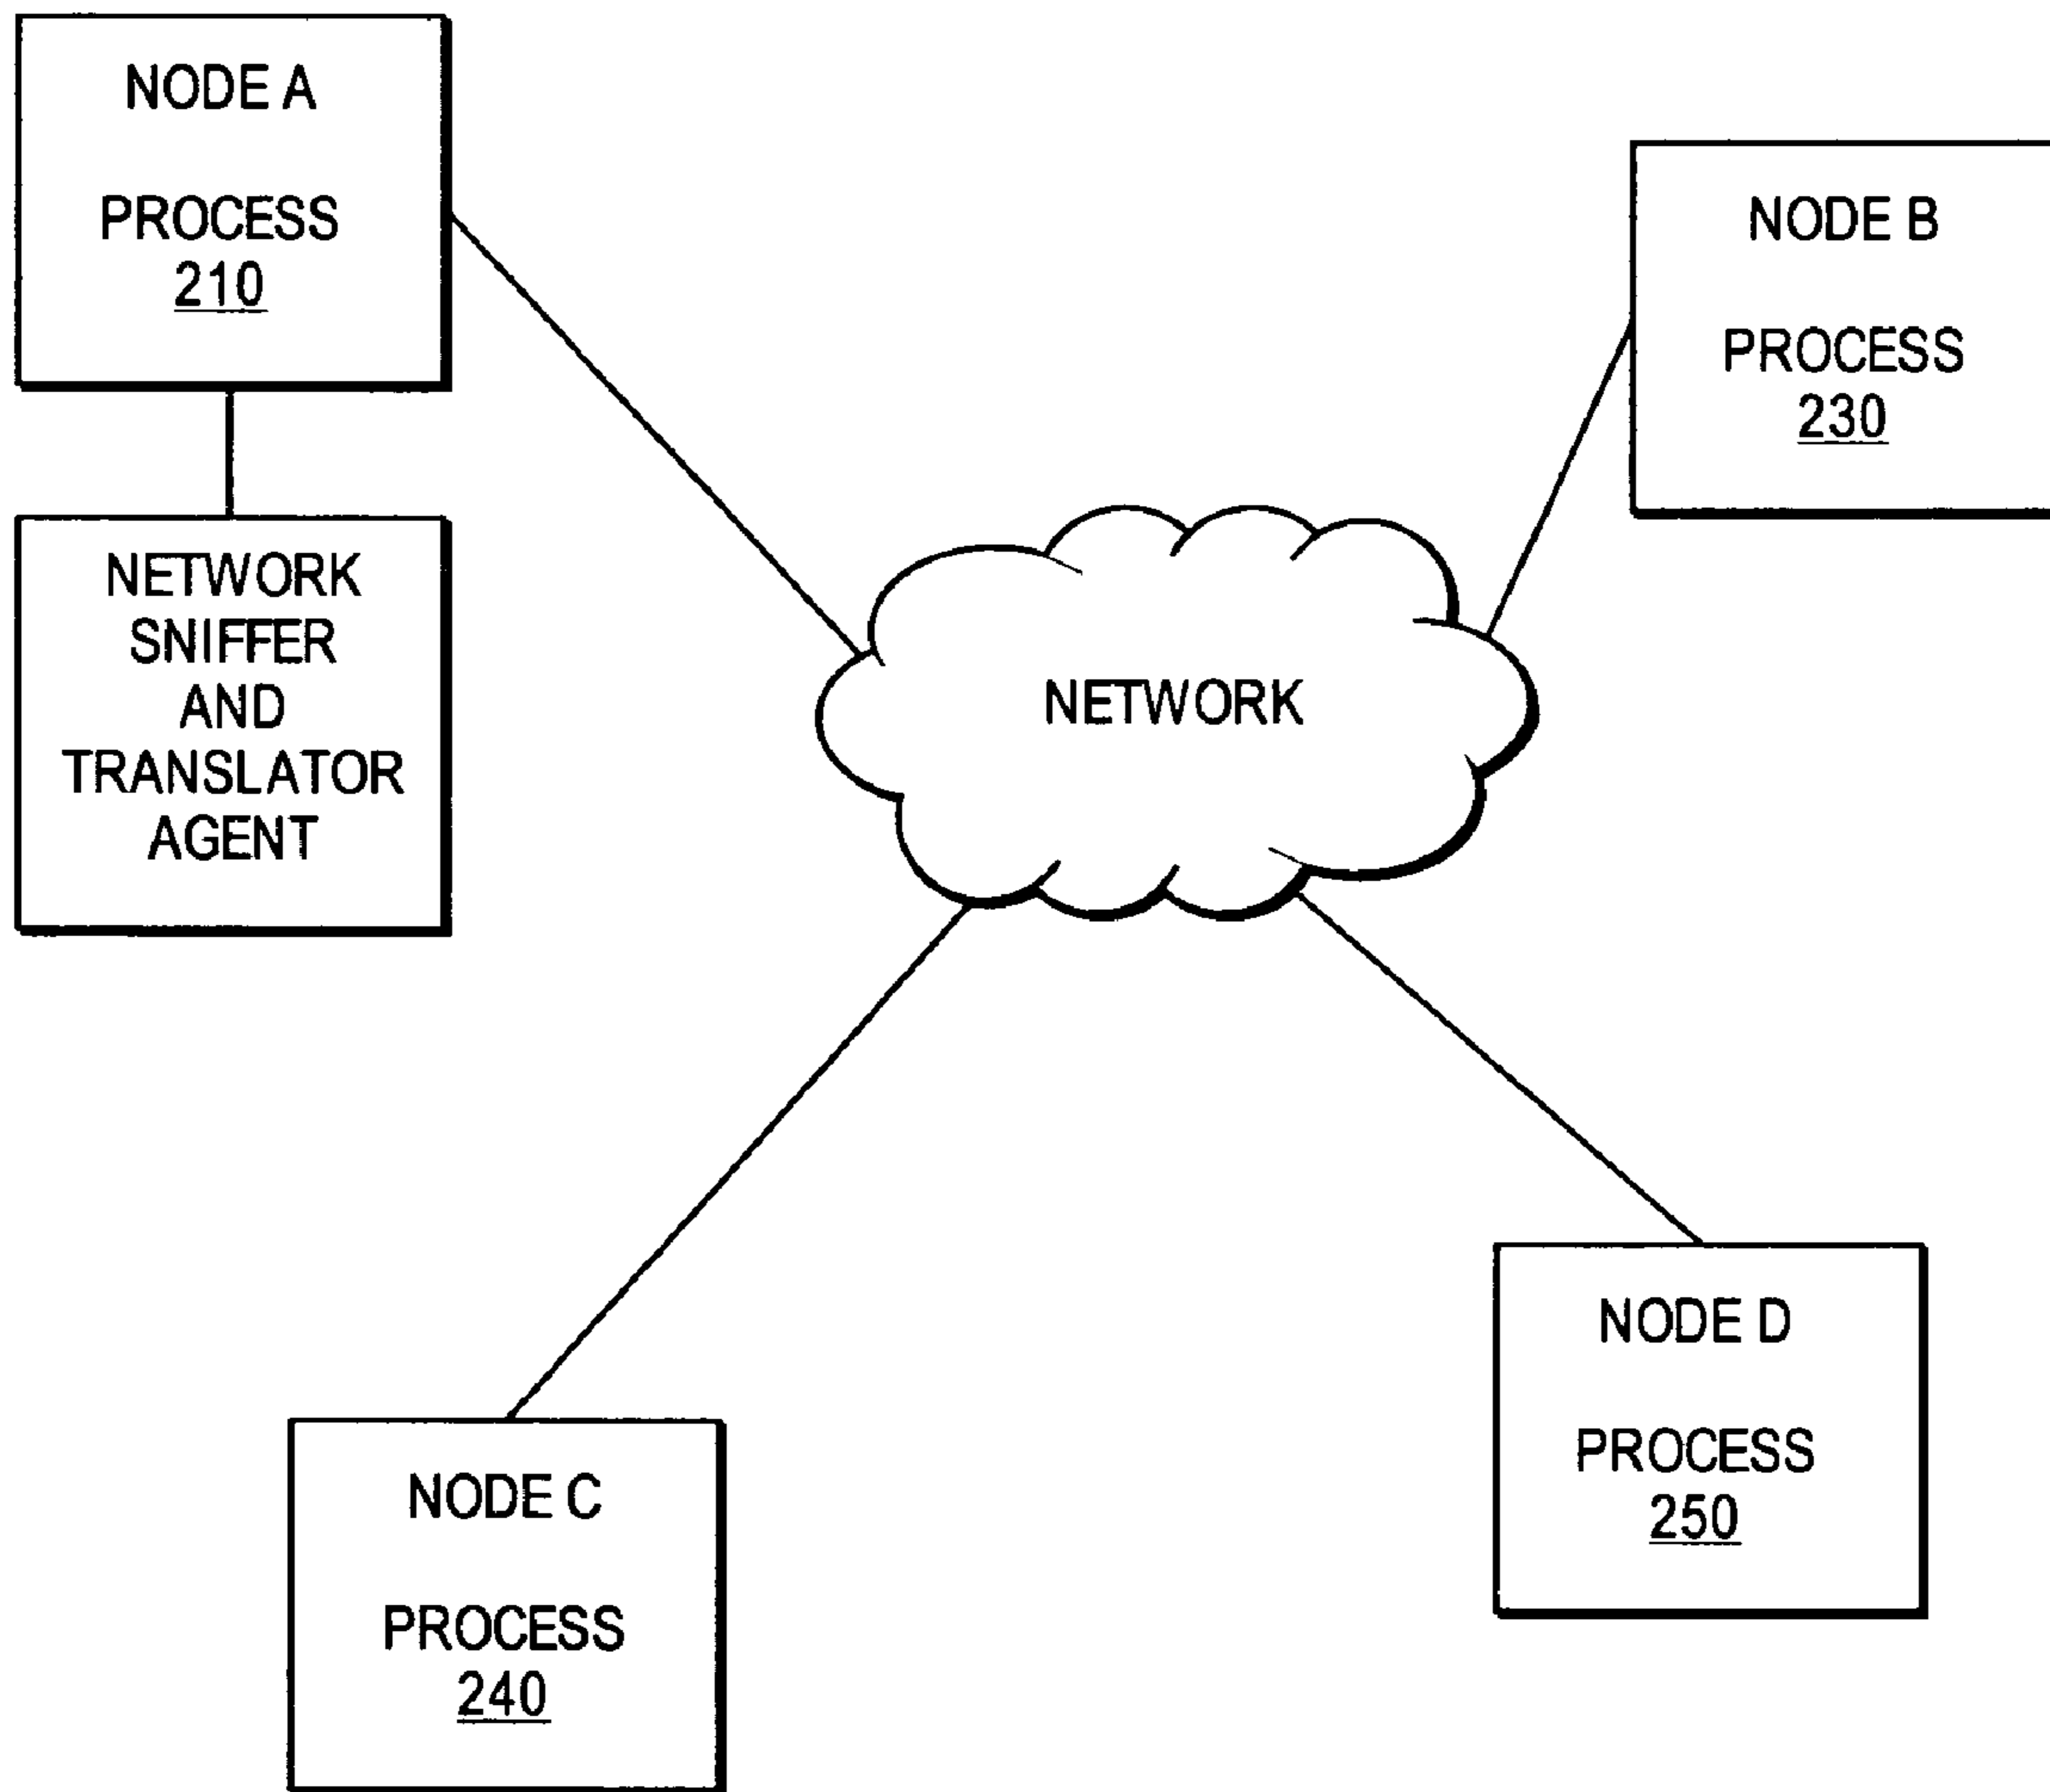 NODE A
PROCESS
210
NODE B
PROCESS
230
NETWORK
SNIFFER
AND
TRANSLATOR
AGENT
NETWORK
NODE D
PROCESS
250
NODE C
PROCESS
240